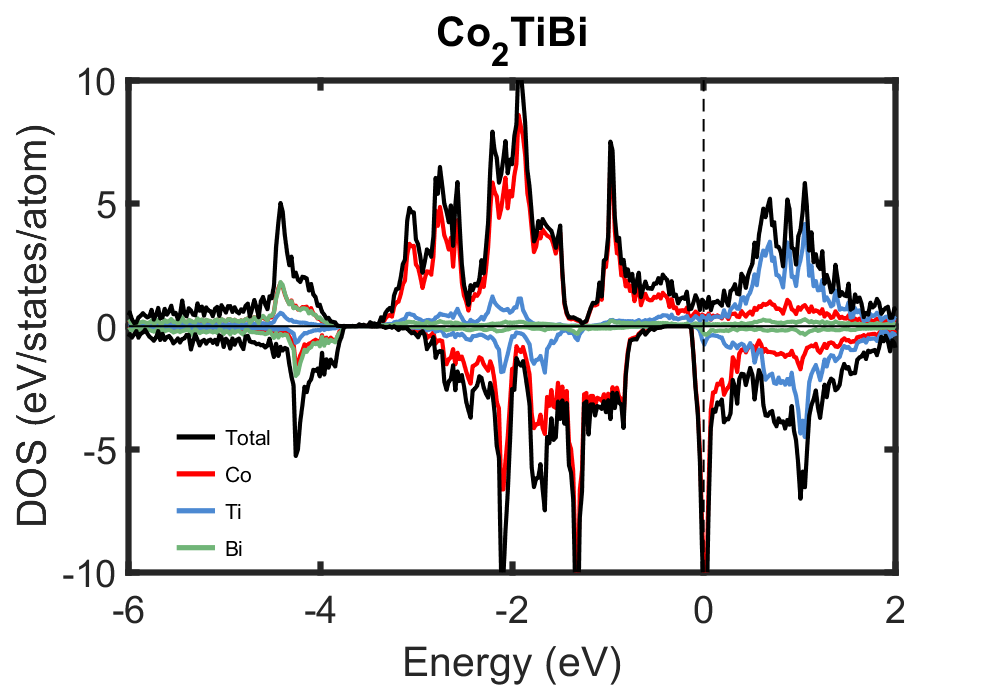 Co₂TiBi
DOS (eV/states/atom)
10
5
0
-5
-10
Total
Co
Ti
Bi
-6
-4
-2
0
2
Energy (eV)